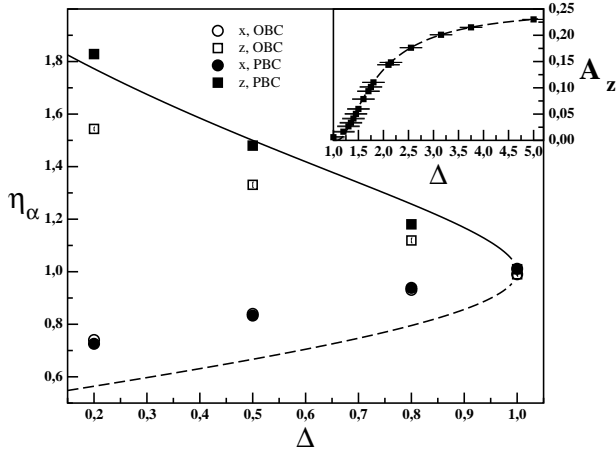 x, OBC
z, OBC
x, PBC
z, PBC
0,25
0,20
0,15
0,10
0,05
0,00
A z
1,0 1,5 2,0 2,5 3,0 3,5 4,0 4,5 5,0
Δ
1,8
1,6
1,4
1,2
1,0
0,8
0,6
ηα
0,2 0,3 0,4 0,5 0,6 0,7 0,8 0,9 1,0
Δ